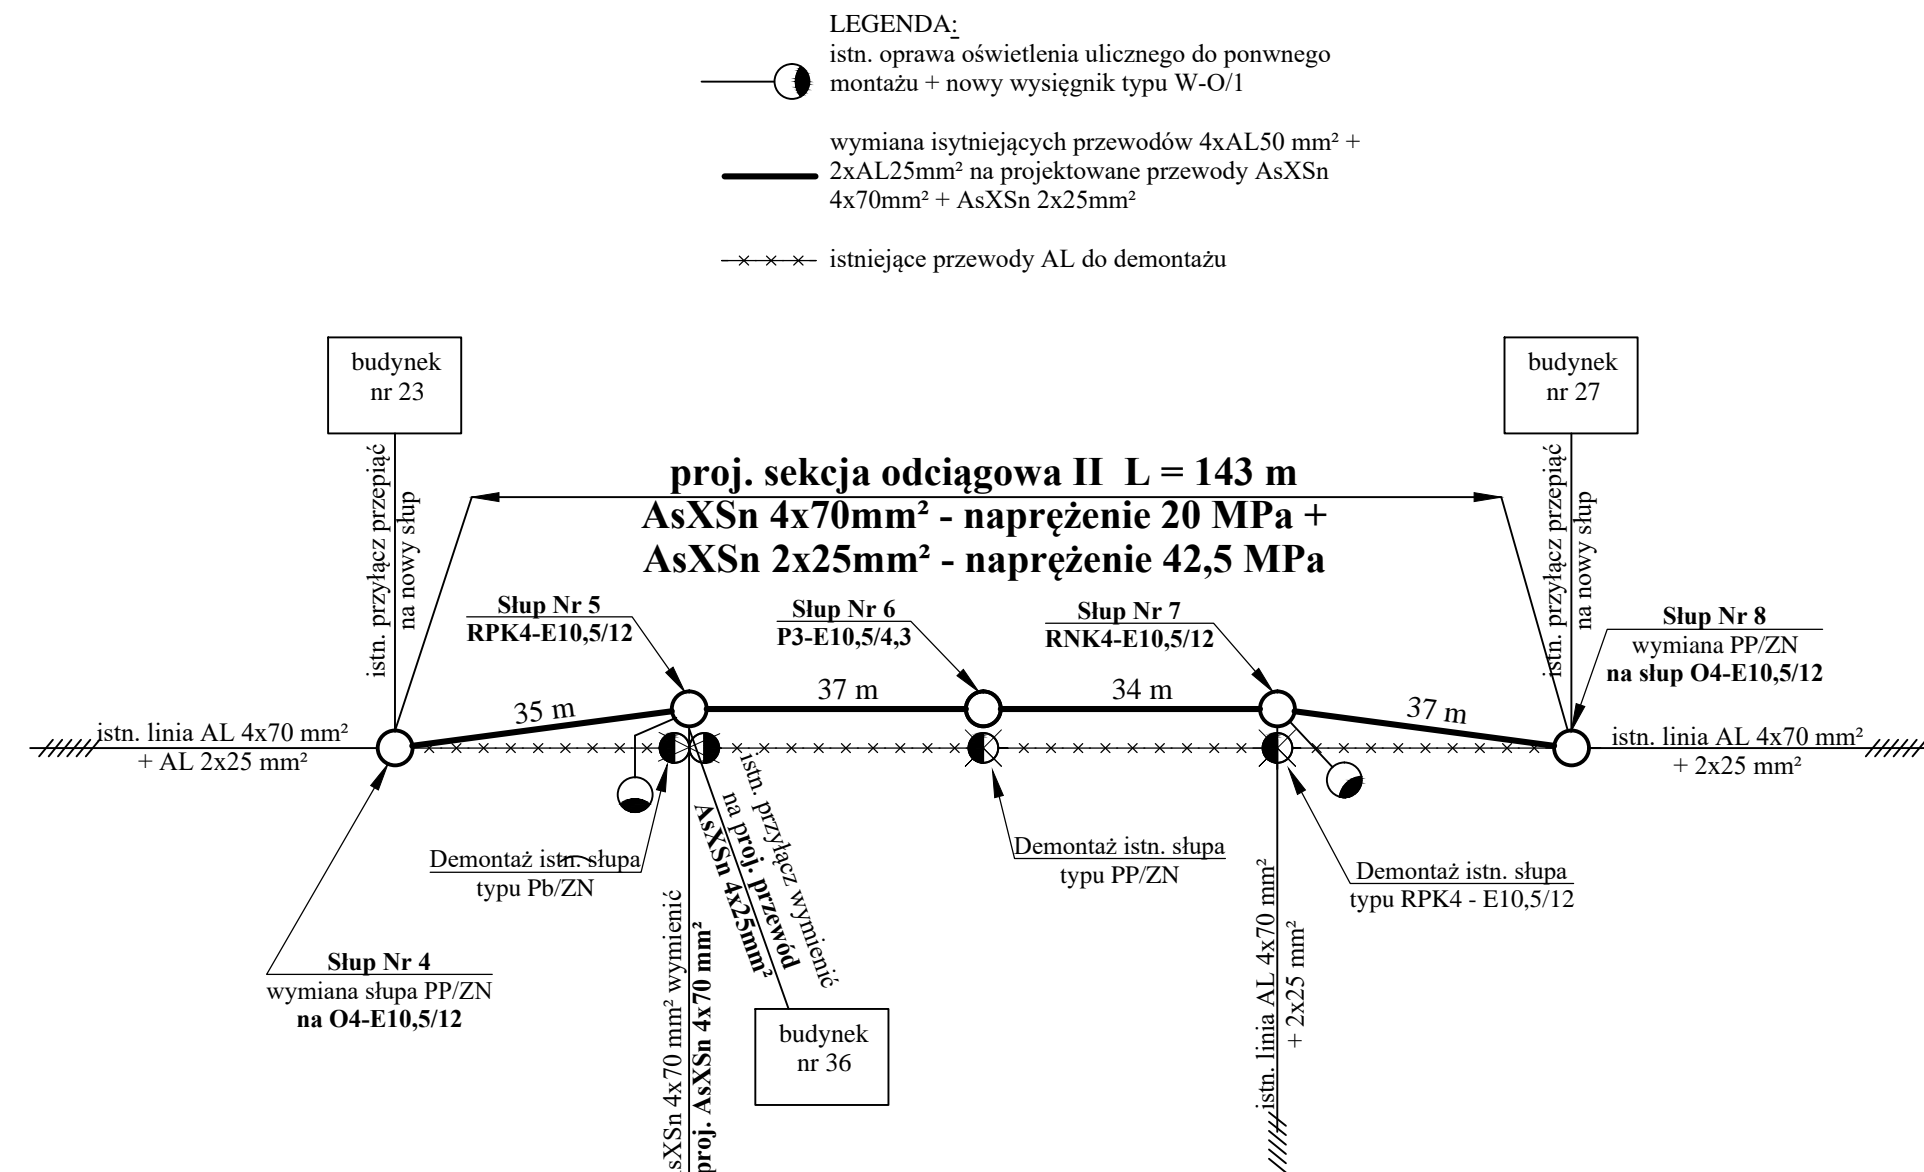 LEGENDA:
istn. oprawa oświetlenia ulicznego do ponwnego
montażu + nowy wysięgnik typu W-O/1
wymiana isytniejących przewodów 4xAL50 mm² +
2xAL25mm² na projektowane przewody AsXSn
4x70mm² + AsXSn 2x25mm²
istniejące przewody AL do demontażu
budynek
nr 23
budynek
nr 27
istn. przyłącz przepiąć
na nowy słup
proj. sekcja odciągowa II L = 143 m
AsXSn 4x70mm² - naprężenie 20 MPa +
AsXSn 2x25mm² - naprężenie 42,5 MPa
istn. przyłącz przepiąć
na nowy słup
Słup Nr 5
RPK4-E10,5/12
Słup Nr 6
P3-E10,5/4,3
Słup Nr 7
RNK4-E10,5/12
Słup Nr 8
wymiana PP/ZN
na słup O4-E10,5/12
35 m
37 m
34 m
37 m
istn. linia AL 4x70 mm²
+ AL 2x25 mm²
istn. linia AL 4x70 mm²
+ 2x25 mm²
Demontaż istn. słupa
typu Pb/ZN
istn. przyłącz wymienić
na proj. przewód
AsXSn 4x25mm²
Demontaż istn. słupa
typu PP/ZN
Demontaż istn. słupa
typu RPK4 - E10,5/12
Słup Nr 4
wymiana słupa PP/ZN
na O4-E10,5/12
4x70 mm² wymienić
proj. AsXSn 4x70 mm²
budynek
nr 36
istn. linia AL 4x70 mm²
+ 2x25 mm²